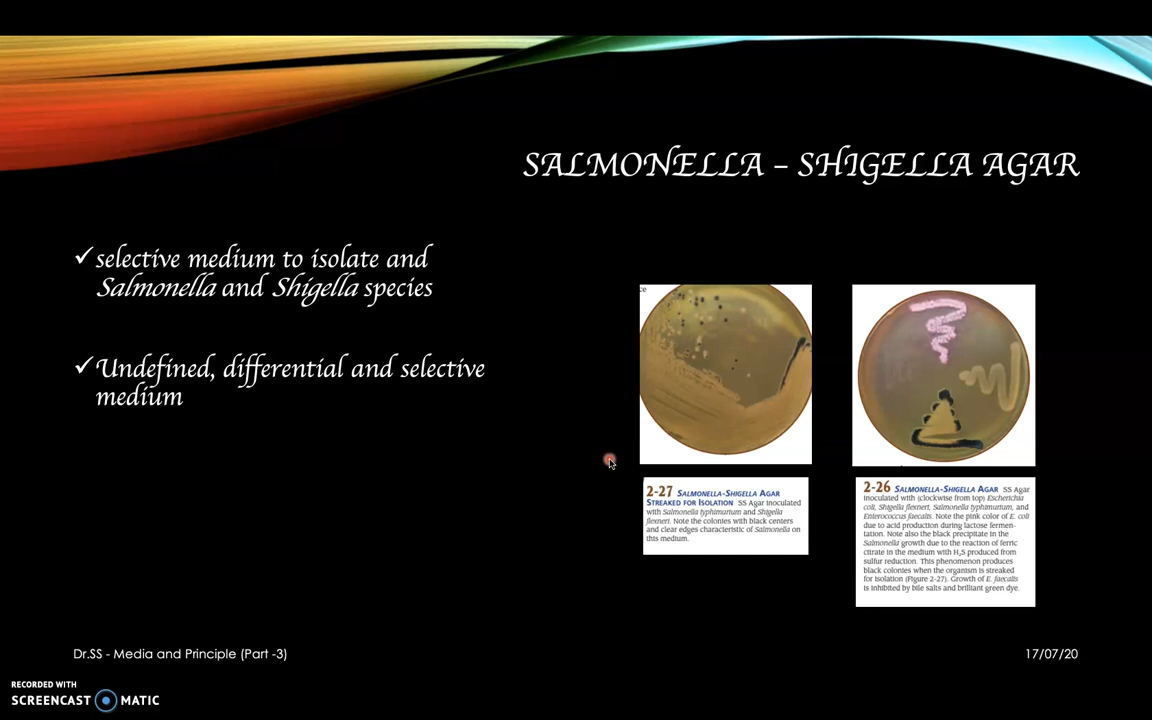 SALMONELLA – SHIGELLA AGAR
✓selective medium to isolate and
Salmonella and Shigella species
✓Undefined, differential and selective
medium
ce
2-27 SALMONELLA-SHIGELLA AGAR
STREAKED FOR ISOLATION SS Agar inoculated
with Salmonella typhimurium and Shigella
flexneri. Note the colonies with black centers
and clear edges characteristic of Salmonella on
this medium.
2-26 SALMONELLA-SHIGELLA AGAR SS Agar
inoculated with (clockwise from top) Escherichia
coli, Shigella flexneri, Salmonella typhimurium, and
Enterococcus faecalis. Note the pink color of E. coli
due to acid production during lactose fermen-
tation. Note also the black precipitate in the
Salmonella growth due to the reaction of ferric
citrate in the medium with H₂S produced from
sulfur reduction. This phenomenon produces
black colonies when the organism is streaked
for isolation (Figure 2-27). Growth of E. faecalis
is inhibited by bile salts and brilliant green dye.
Dr.SS - Media and Principle (Part -3)
17/07/20
RECORDED WITH
SCREENCAST MATIC